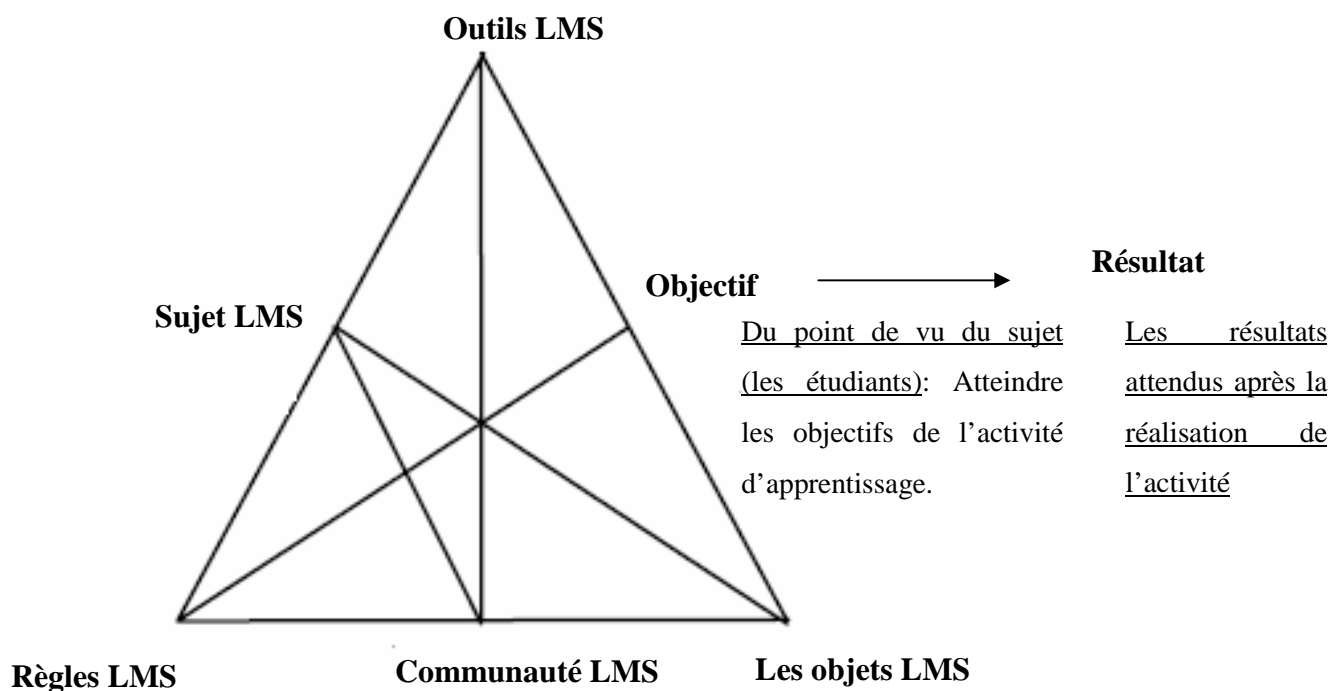 Outils LMS
Sujet LMS
Objectif
Résultat
Du point de vu du sujet
(les étudiants): Atteindre
les objectifs de l’activité
d’apprentissage.
Les résultats
attendus après la
réalisation de
l’activité
Règles LMS
Communauté LMS
Les objets LMS